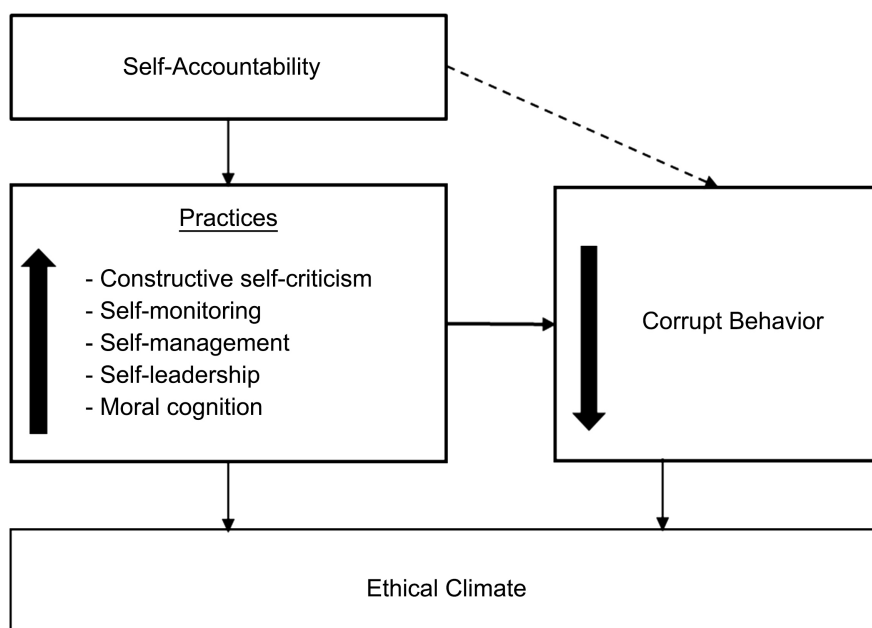 Self-Accountability
Practices
- Constructive self-criticism
- Self-monitoring
- Self-management
- Self-leadership
- Moral cognition
Corrupt Behavior
Ethical Climate